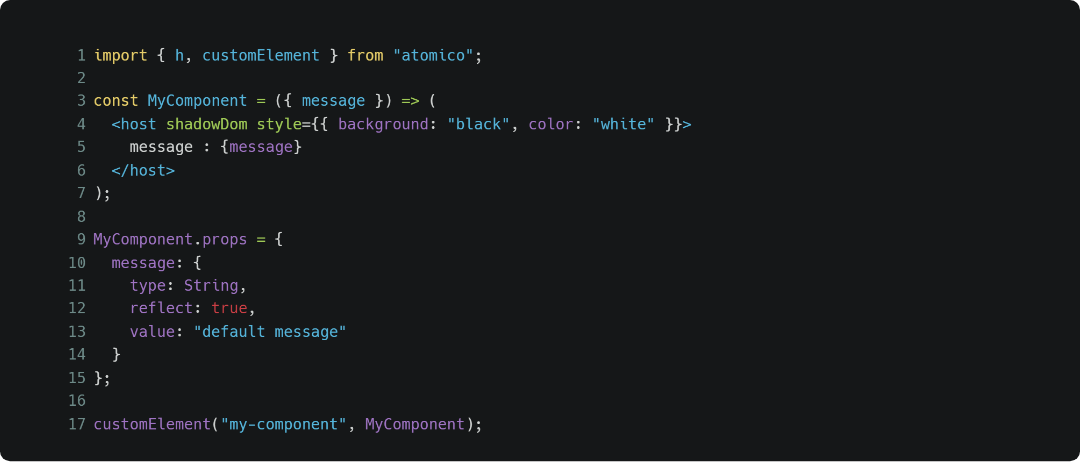 1 import { h, customElement } from "atomico";
2
3 const MyComponent = ({ message }) => (
4   <host shadowDom style={{ background: "black", color: "white" }}>
5     message : {message}
6   </host>
7 );
8
9 MyComponent.props = {
10   message: {
11     type: String,
12     reflect: true,
13     value: "default message"
14   }
15 };
16
17 customElement("my-component", MyComponent);